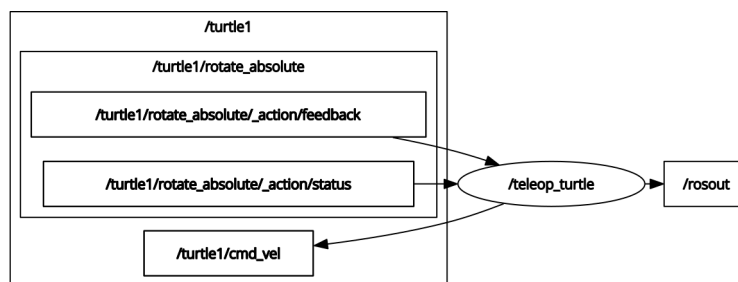 /turtle1
/turtle1/rotate_absolute
/turtle1/rotate_absolute/_action/feedback
/turtle1/rotate_absolute/_action/status
/teleop_turtle
/rosout
/turtle1/cmd_vel